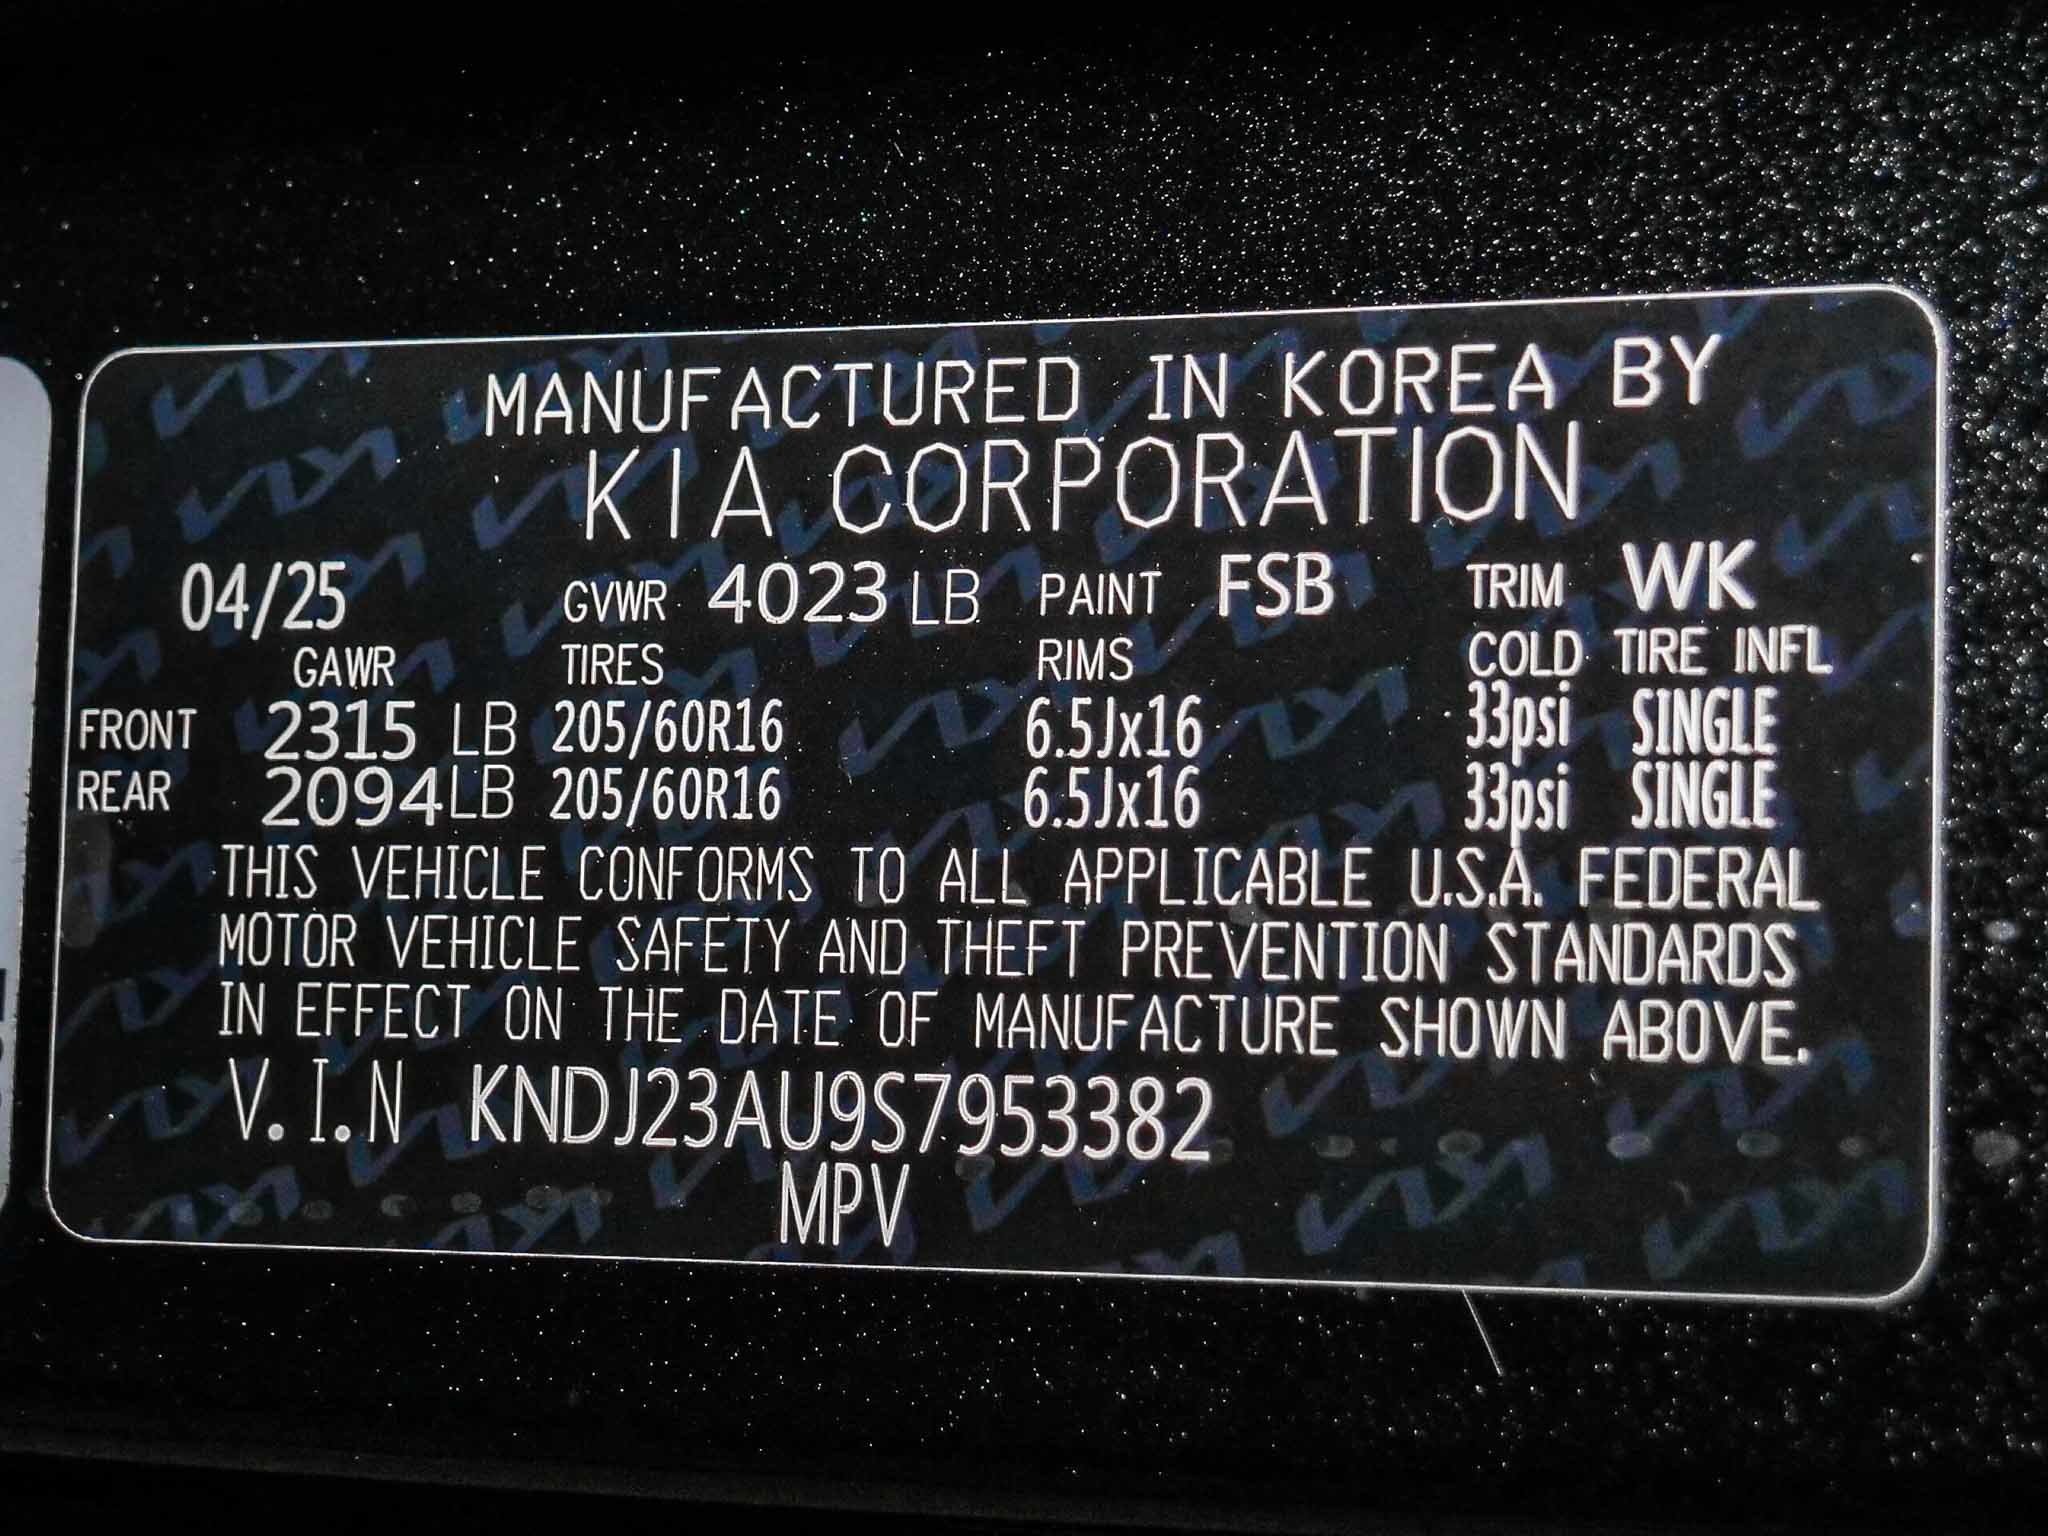 MANUFACTURED IN KOREA BY
KIA CORPORATION
04/25 GVWR 4023 LB PAINT FSB TRIM WK
GAWR TIRES RIMS COLD TIRE INFL
FRONT 2315 LB 205/60R16 6.5Jx16 33psi SINGLE
REAR 2094 LB 205/60R16 6.5Jx16 33psi SINGLE
THIS VEHICLE CONFORMS TO ALL APPLICABLE U.S.A. FEDERAL
MOTOR VEHICLE SAFETY AND THEFT PREVENTION STANDARDS
IN EFFECT ON THE DATE OF MANUFACTURE SHOWN ABOVE.
V.I.N KNDJ23AU9S7953382
MPV